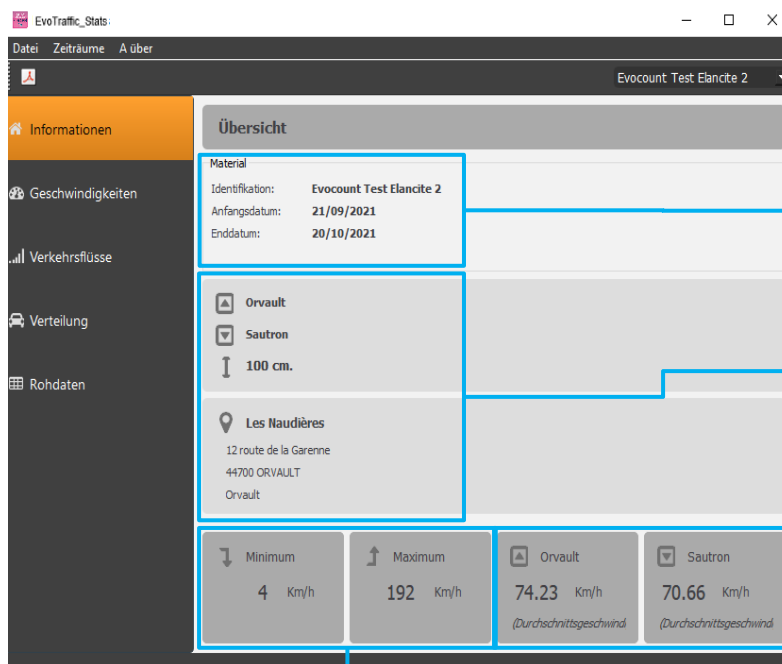 EvoTraffic_Stats:
Datei Zeiträume A über
Evocount Test Elancite 2
Informationen
Geschwindigkeiten
Verkehrsflüsse
Verteilung
Rohdaten
Übersicht
Material
Identifikation: Evocount Test Elancite 2
Anfangsdatum: 21/09/2021
Enddatum: 20/10/2021
Orvault
Sautron
100 cm.
Les Naudières
12 route de la Garenne
44700 ORVAULT
Orvault
Minimum
4 Km/h
Maximum
192 Km/h
Orvault
74.23 Km/h
(Durchschnittsgeschwindi
Sautron
70.66 Km/h
(Durchschnittsgeschwindi